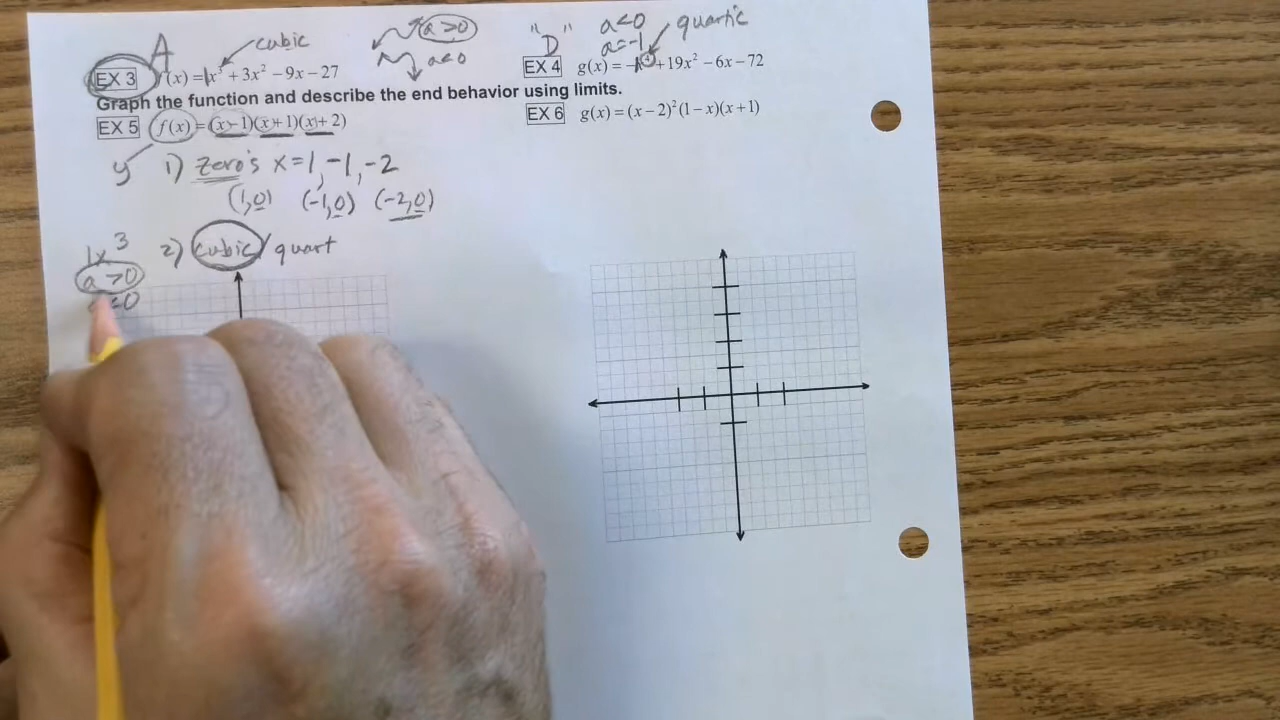 A cubic a>0 "D" a<0 quartic
a<0 a=-1
EX 3 f(x) = 1x³ + 3x² − 9x − 27 EX 4 g(x) = −1x⁴ + 19x² − 6x − 72
Graph the function and describe the end behavior using limits.
EX 5 f(x) = (x − 1)(x + 1)(x + 2) EX 6 g(x) = (x − 2)²(1 − x)(x + 1)
y 1) Zero's x = 1, -1, -2
(1,0) (-1,0) (-2,0)
1x³ 2) cubic / quart
a >0
<0